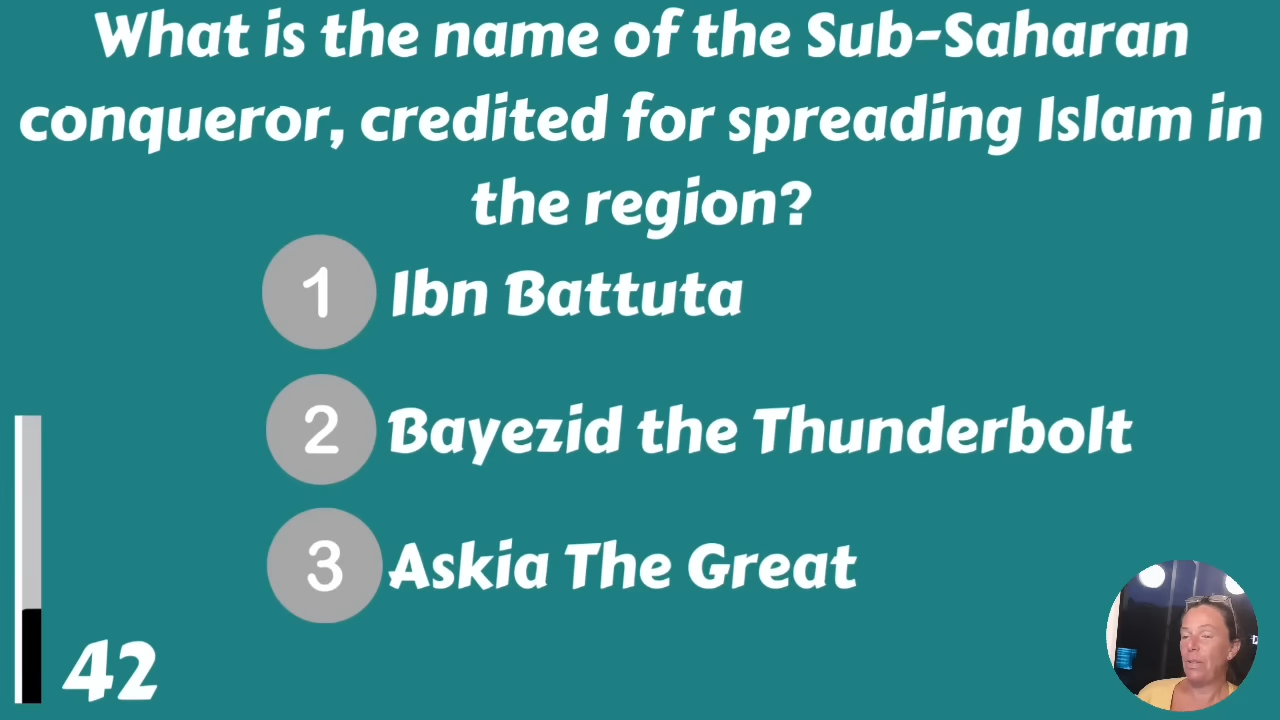 What is the name of the Sub-Saharan
conqueror, credited for spreading Islam in
the region?
1 Ibn Battuta
2 Bayezid the Thunderbolt
3 Askia The Great
42